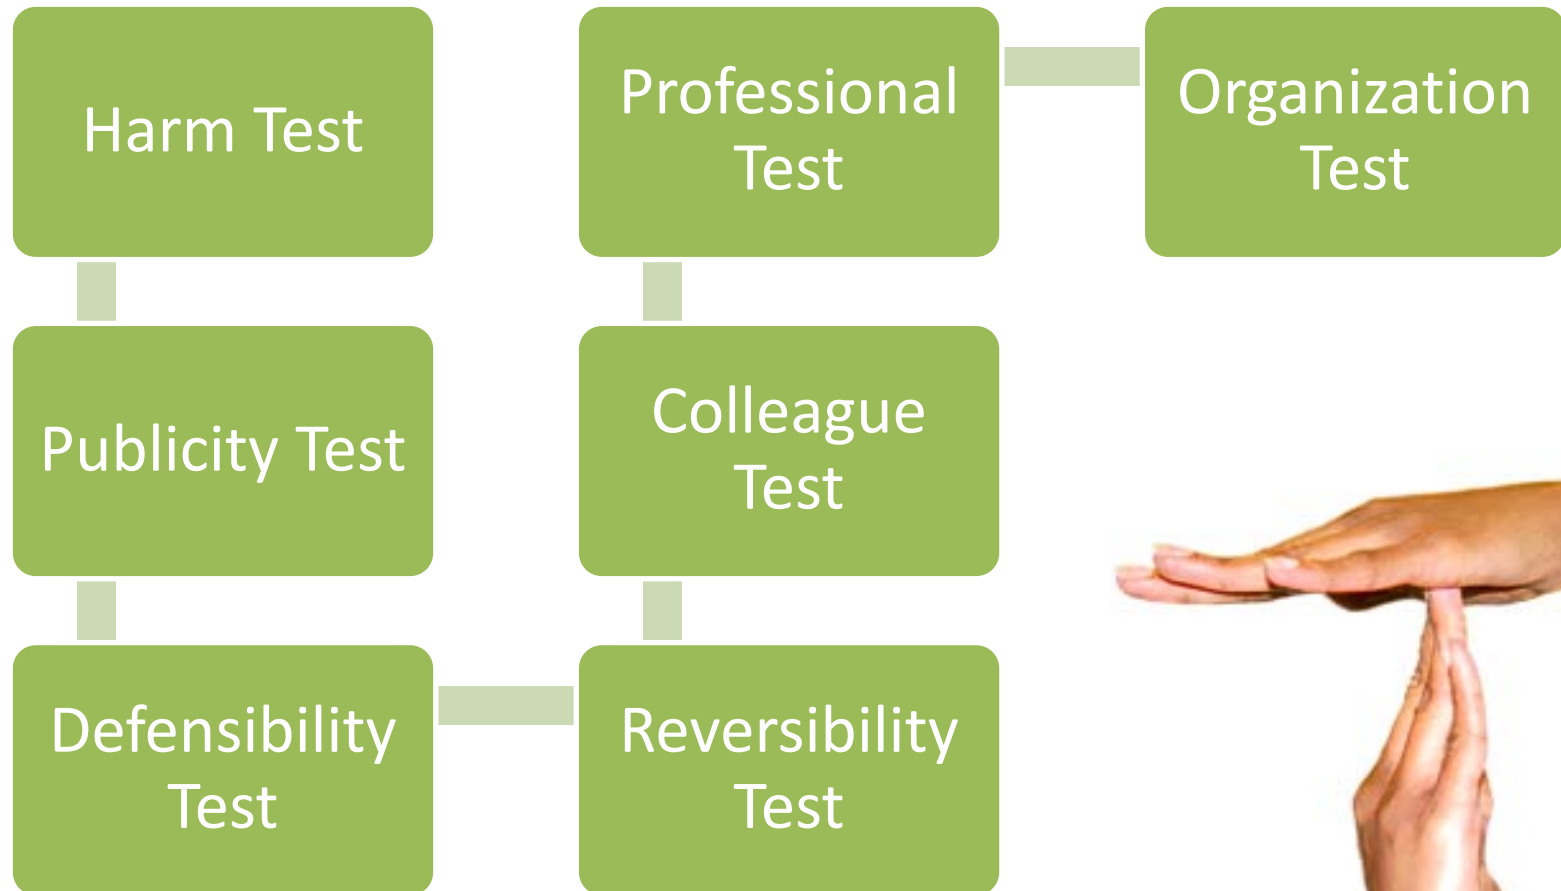 Harm Test
Publicity Test
Defensibility
Test
Reversibility
Test
Colleague
Test
Professional
Test
Organization
Test